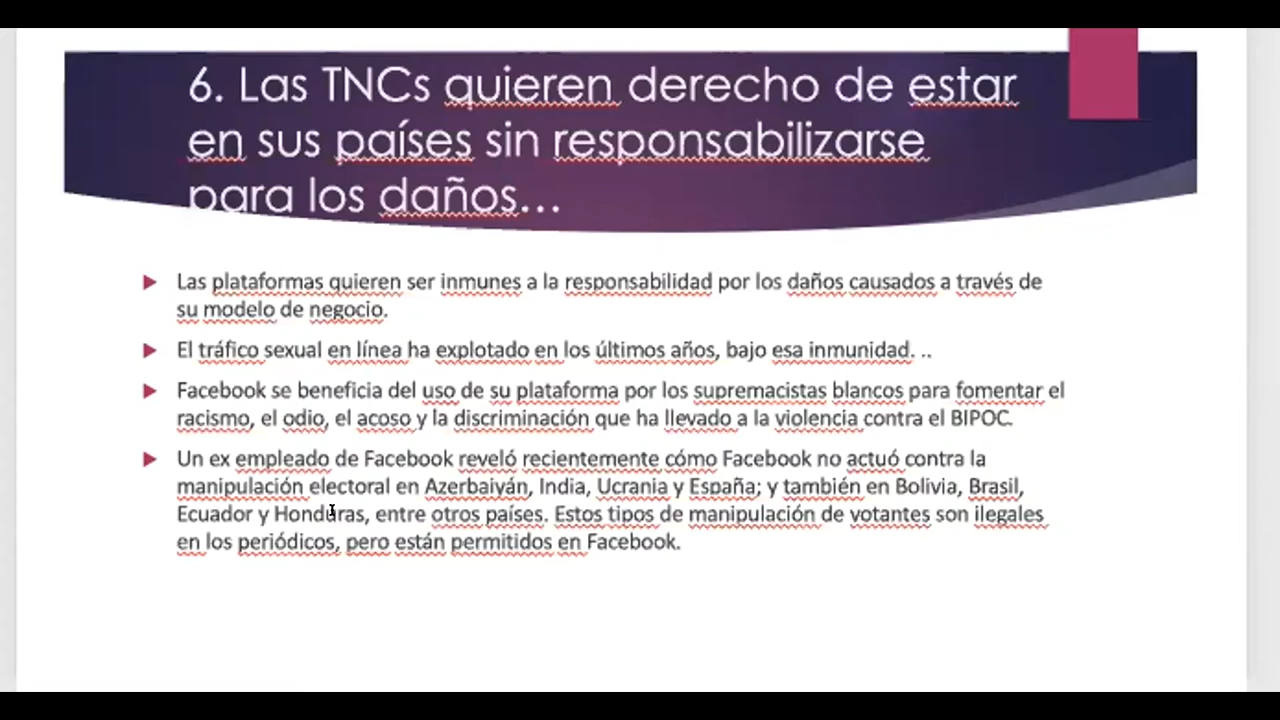 6. Las TNCs quieren derecho de estar
en sus países sin responsabilizarse
para los daños...
Las plataformas quieren ser inmunes a la responsabilidad por los daños causados a través de
su modelo de negocio.
El tráfico sexual en línea ha explotado en los últimos años, bajo esa inmunidad. ..
Facebook se beneficia del uso de su plataforma por los supremacistas blancos para fomentar el
racismo, el odio, el acoso y la discriminación que ha llevado a la violencia contra el BIPOC.
Un ex empleado de Facebook reveló recientemente cómo Facebook no actuó contra la
manipulación electoral en Azerbaiyán, India, Ucrania y España; y también en Bolivia, Brasil,
Ecuador y Honduras, entre otros países. Estos tipos de manipulación de votantes son ilegales
en los periódicos, pero están permitidos en Facebook.